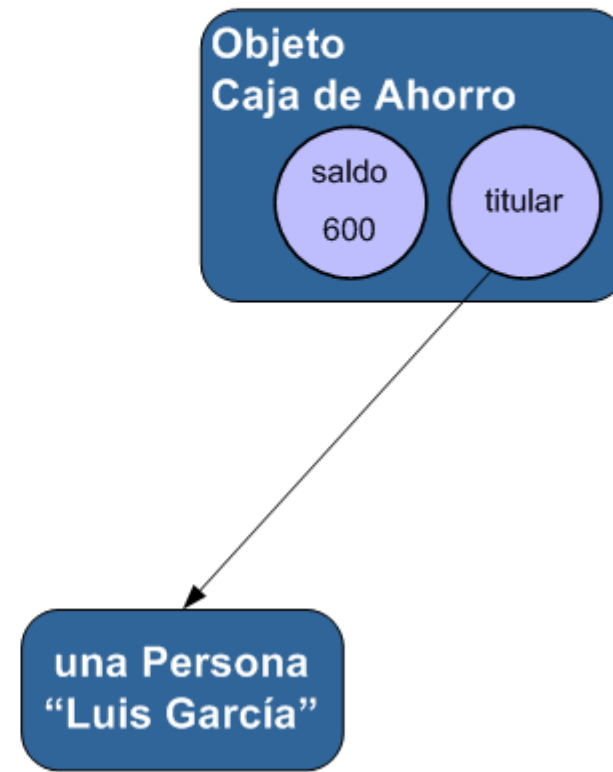 Objeto
Caja de Ahorro
saldo
600
titular
una Persona
“Luis García”